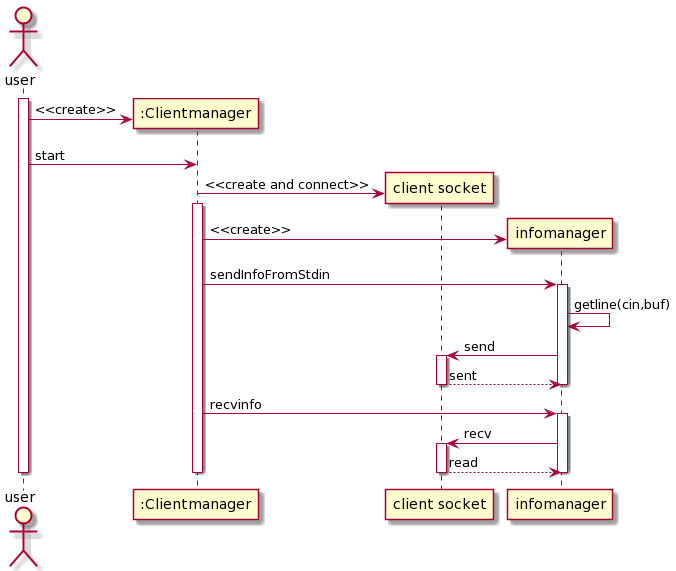 user
<<create>>
:Clientmanager
start
<<create and connect>>
client socket
<<create>>
infomanager
sendInfoFromStdin
getline(cin,buf)
send
sent
recvinfo
recv
read
user
:Clientmanager
client socket
infomanager